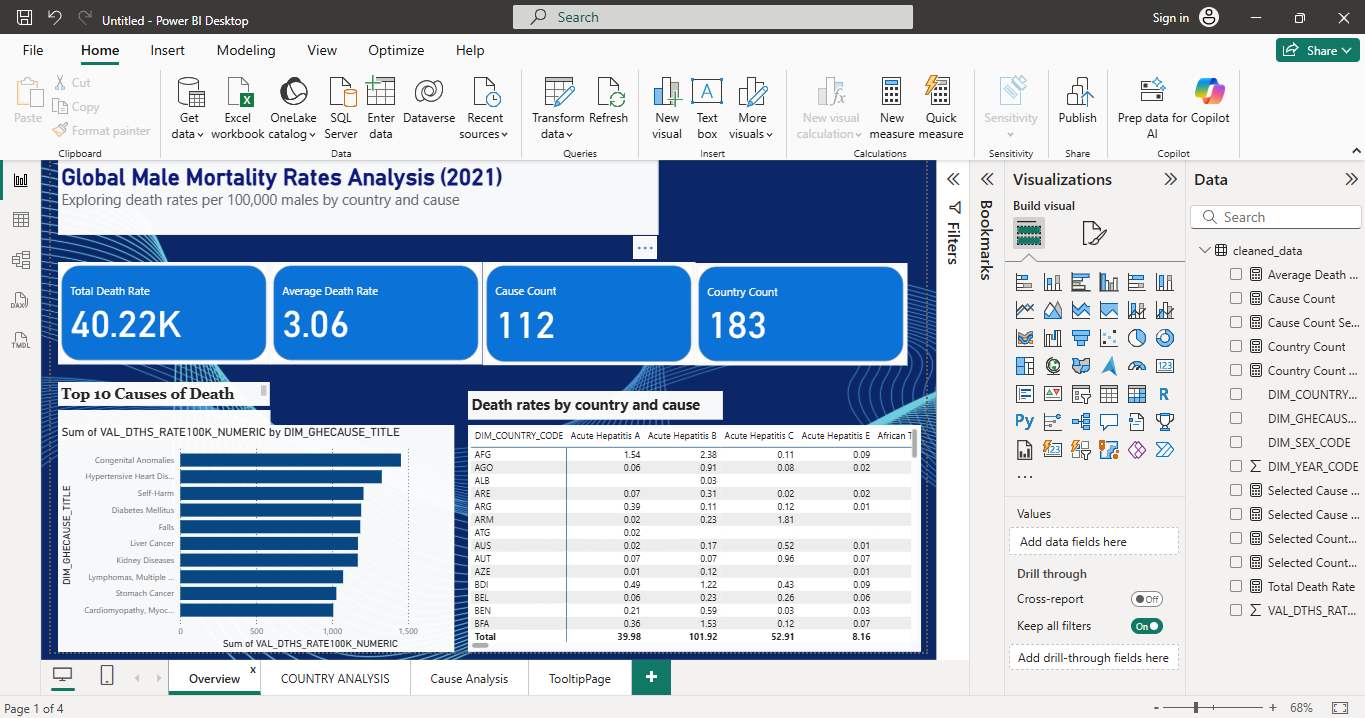 Untitled - Power BI Desktop
Search
Sign in
File Home Insert Modeling View Optimize Help
Share
Paste
Cut
Copy
Format painter
Clipboard
Get data
Excel workbook
OneLake catalog
SQL Server
Enter data
Dataverse
Recent sources
Data
Transform data
Refresh
Queries
New visual
Text box
More visuals
Insert
New visual calculation
New measure
Quick measure
Calculations
Sensitivity
Sensitivity
Publish
Share
Prep data for AI
Copilot
Copilot
DAX
TMDL
Global Male Mortality Rates Analysis (2021)
Exploring death rates per 100,000 males by country and cause
Total Death Rate
40.22K
Average Death Rate
3.06
Cause Count
112
Country Count
183
Top 10 Causes of Death
Sum of VAL_DTHS_RATE100K_NUMERIC by DIM_GHECAUSE_TITLE
DIM_GHECAUSE_TITLE
Congenital Anomalies
Hypertensive Heart Dis...
Self-Harm
Diabetes Mellitus
Falls
Liver Cancer
Kidney Diseases
Lymphomas, Multiple ...
Stomach Cancer
Cardiomyopathy, Myoc...
0 500 1,000 1,500
Sum of VAL_DTHS_RATE100K_NUMERIC
Death rates by country and cause
DIM_COUNTRY_CODE Acute Hepatitis A Acute Hepatitis B Acute Hepatitis C Acute Hepatitis E African T
AFG 1.54 2.38 0.11 0.09
AGO 0.06 0.91 0.08 0.02
ALB 0.03
ARE 0.07 0.31 0.02 0.02
ARG 0.39 0.11 0.12 0.01
ARM 0.02 0.23 1.81
ATG 0.02
AUS 0.02 0.17 0.52 0.01
AUT 0.07 0.07 0.96 0.07
AZE 0.01 0.12 0.01
BDI 0.49 1.22 0.43 0.09
BEL 0.06 0.23 0.26 0.06
BEN 0.21 0.59 0.03 0.03
BFA 0.36 1.53 0.12 0.07
Total 39.98 101.92 52.91 8.16
Filters
Bookmarks
Visualizations
Build visual
123
R
Py
123
...
Values
Add data fields here
Drill through
Cross-report
Off
Keep all filters
On
Add drill-through fields here
Data
Search
cleaned_data
Average Death ...
Cause Count
Cause Count Se...
Country Count
Country Count ...
DIM_COUNTRY...
DIM_GHECAUS...
DIM_SEX_CODE
DIM_YEAR_CODE
Selected Cause ...
Selected Cause ...
Selected Count...
Selected Count...
Total Death Rate
VAL_DTHS_RAT...
Overview x
COUNTRY ANALYSIS
Cause Analysis
TooltipPage
+
Page 1 of 4
- + 68%